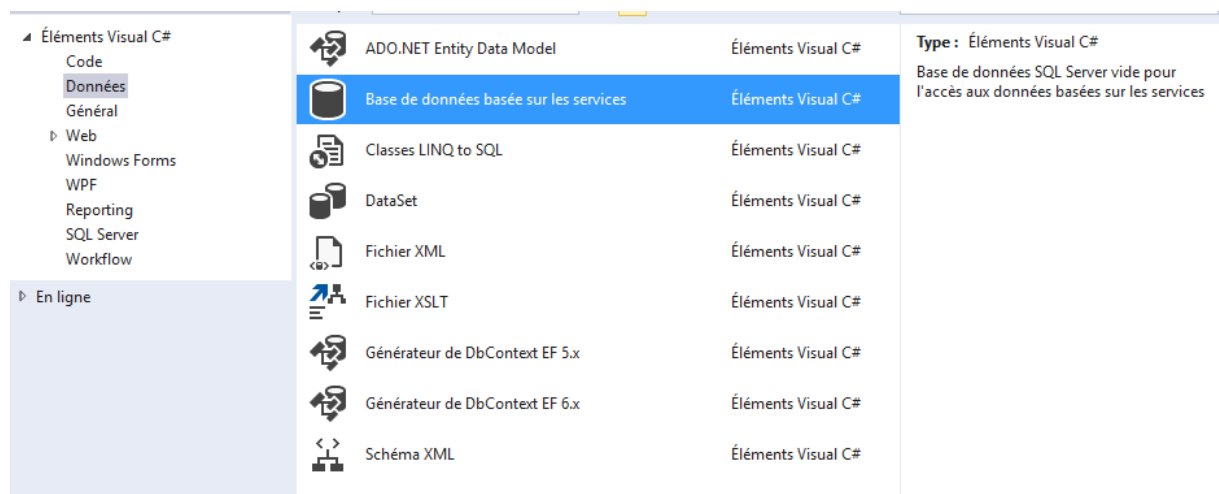 Éléments Visual C#
Code
Données
Général
Web
Windows Forms
WPF
Reporting
SQL Server
Workflow
En ligne
ADO.NET Entity Data Model Éléments Visual C#
Base de données basée sur les services Éléments Visual C#
Classes LINQ to SQL Éléments Visual C#
DataSet Éléments Visual C#
Fichier XML Éléments Visual C#
Fichier XSLT Éléments Visual C#
Générateur de DbContext EF 5.x Éléments Visual C#
Générateur de DbContext EF 6.x Éléments Visual C#
Schéma XML Éléments Visual C#
Type : Éléments Visual C#
Base de données SQL Server vide pour
l'accès aux données basées sur les services